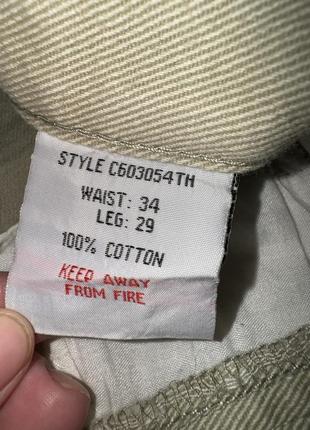 STYLE C603054TH
WAIST: 34
LEG: 29
100% COTTON
KEEP AWAY
FROM FIRE